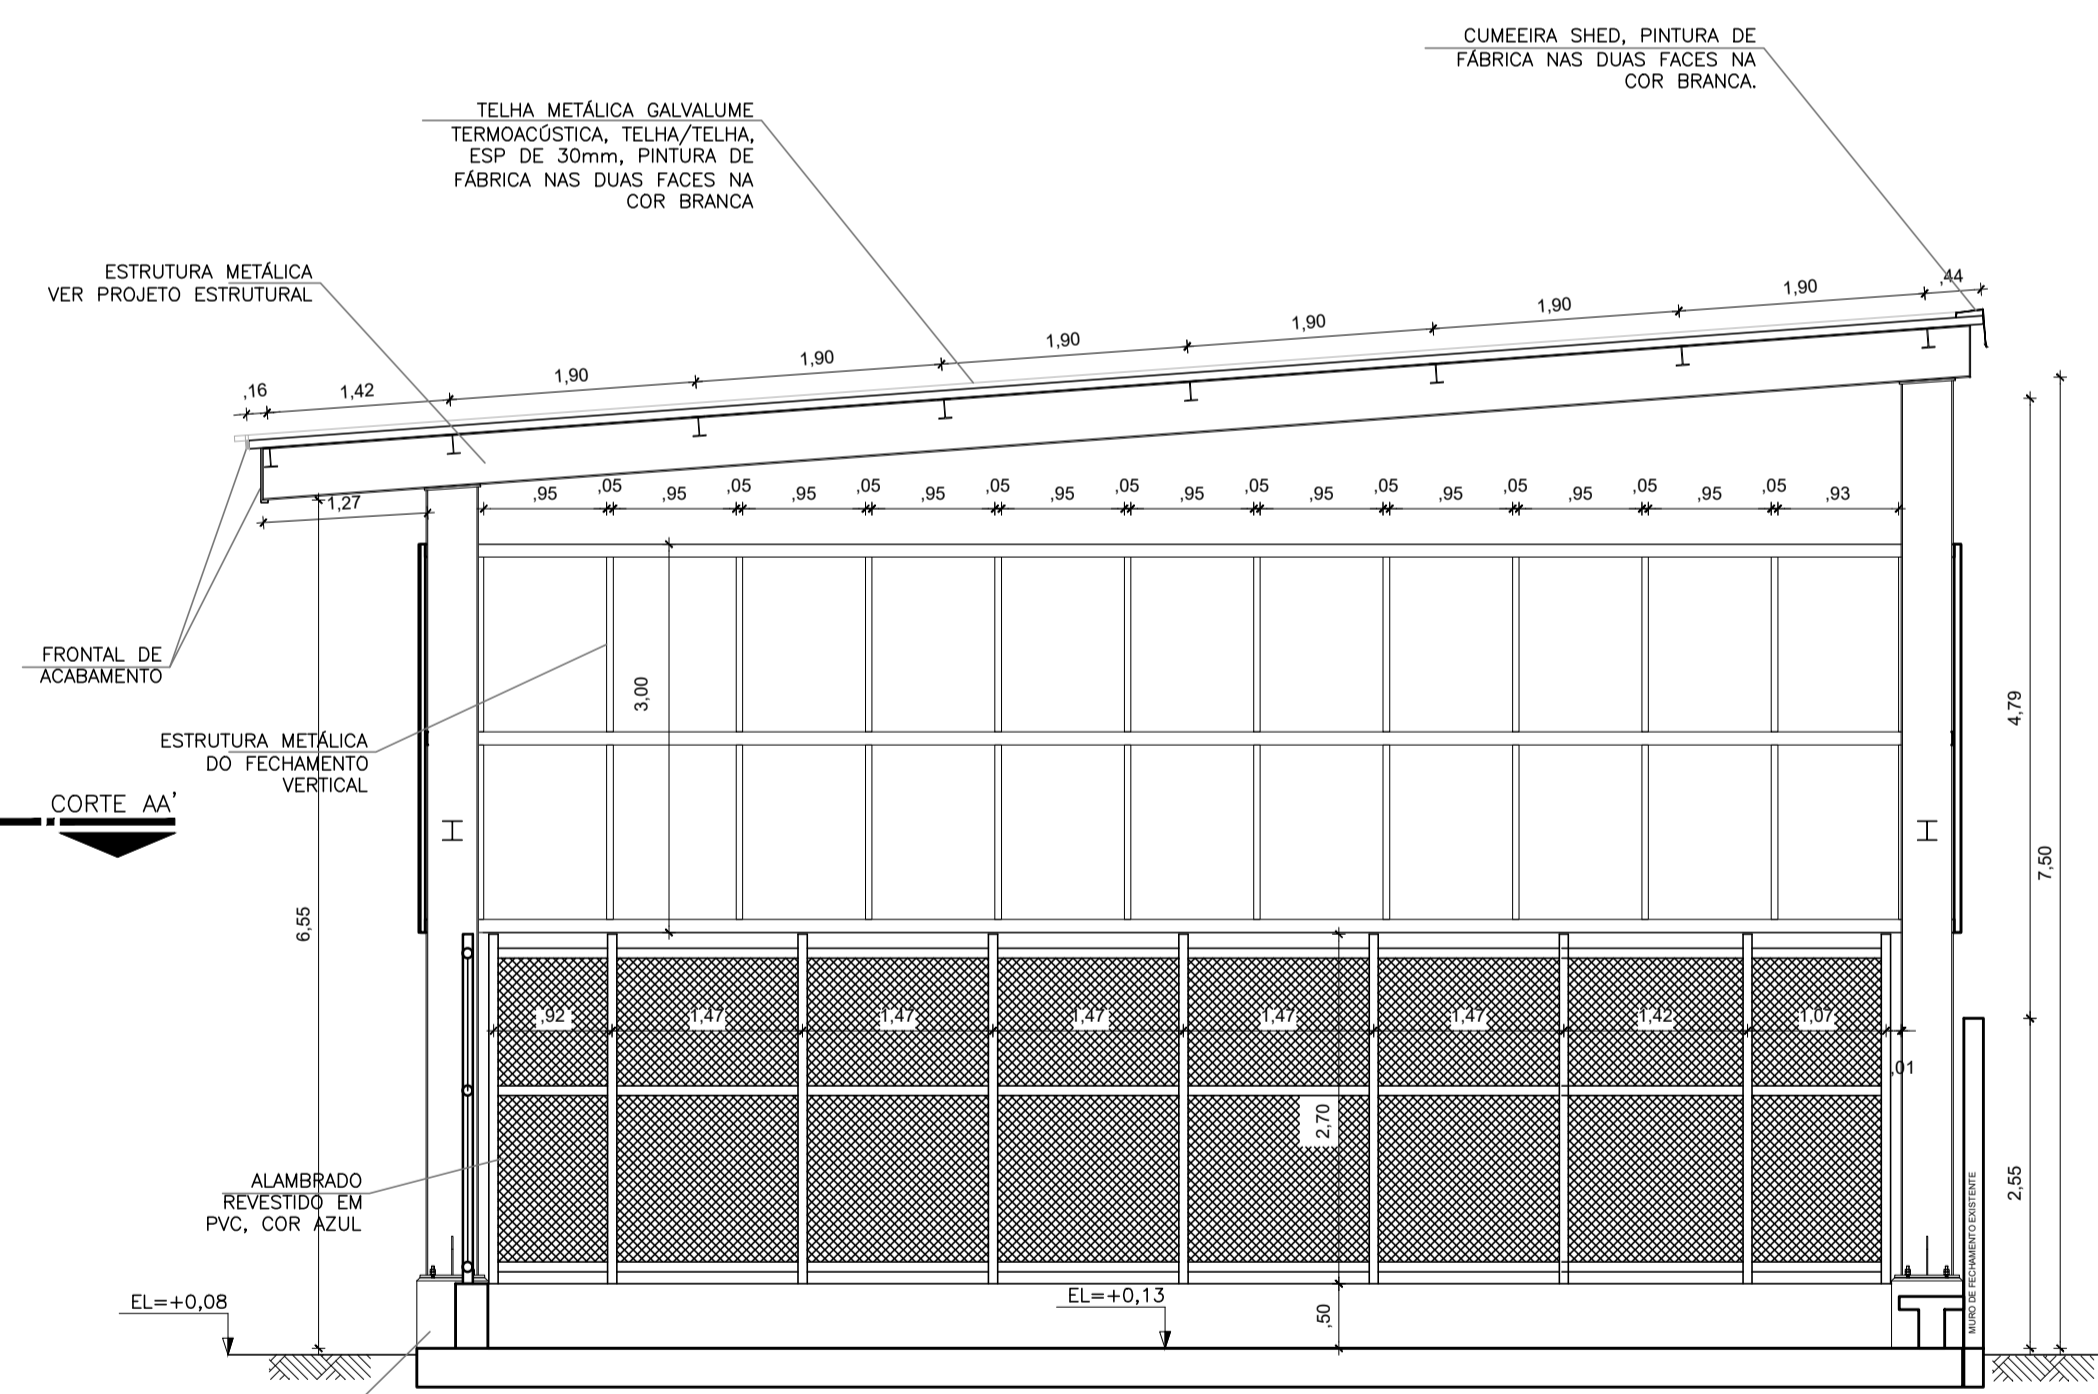 CUMEEIRA SHED, PINTURA DE
FÁBRICA NAS DUAS FACES NA
COR BRANCA.
TELHA METÁLICA GALVALUME
TERMOACÚSTICA, TELHA/TELHA,
ESP DE 30mm, PINTURA DE
FÁBRICA NAS DUAS FACES NA
COR BRANCA
ESTRUTURA METÁLICA
VER PROJETO ESTRUTURAL
,16
1,42
1,90
1,90
1,90
1,90
1,90
1,90
,44
1,27
,95
,05
,95
,05
,95
,05
,95
,05
,95
,05
,95
,05
,95
,05
,95
,05
,95
,05
,95
,05
,93
FRONTAL DE
ACABAMENTO
3,00
4,79
ESTRUTURA METÁLICA
DO FECHAMENTO
VERTICAL
CORTE AA'
7,50
6,55
,92
1,47
1,47
1,47
1,47
1,47
1,42
1,07
,01
2,70
2,55
ALAMBRADO
REVESTIDO EM
PVC, COR AZUL
MURO DE FECHAMENTO EXISTENTE
EL=+0,08
EL=+0,13
,50